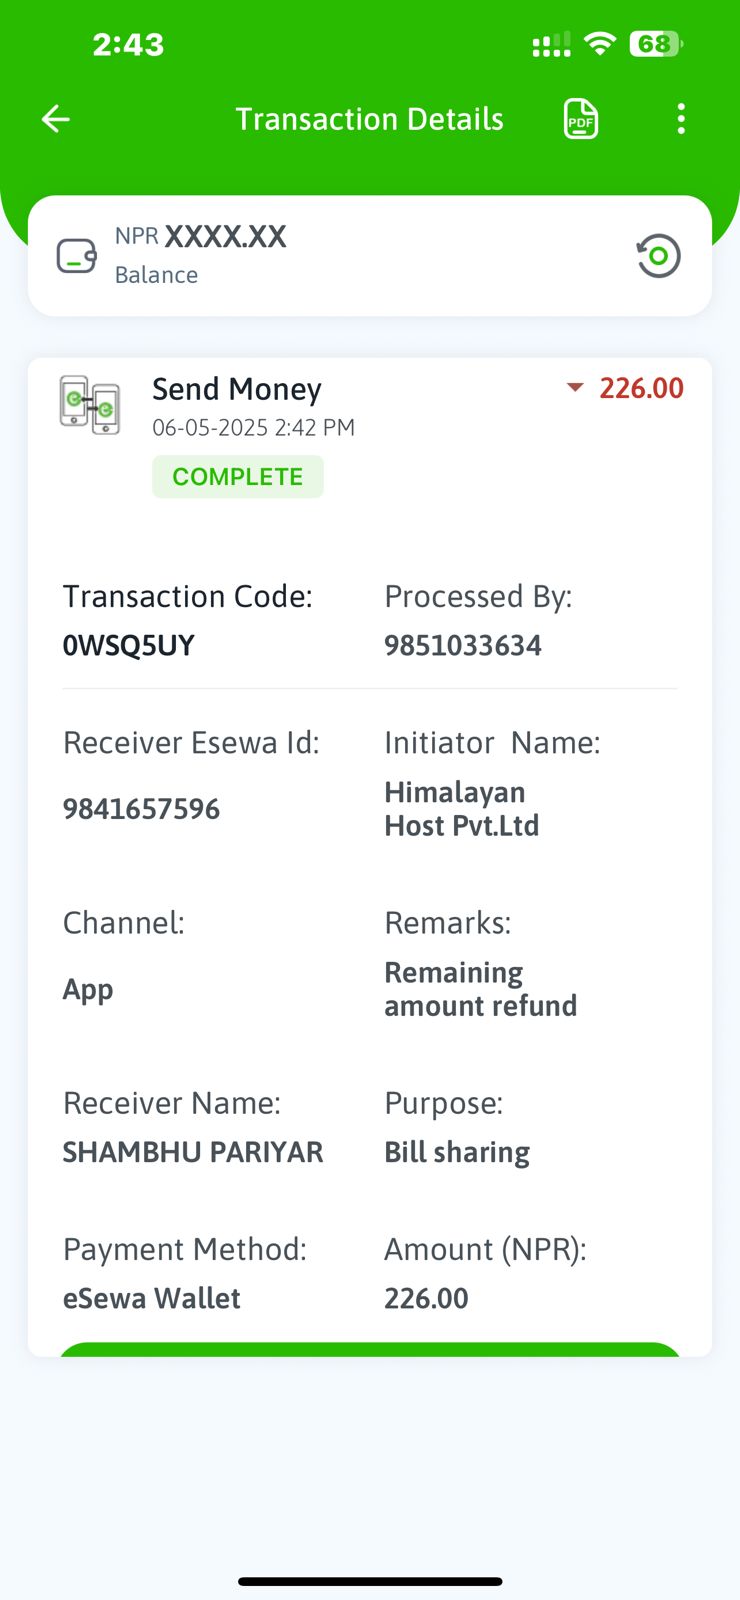 2:43
68
Transaction Details
PDF
NPR XXXX.XX
Balance
Send Money
226.00
06-05-2025 2:42 PM
COMPLETE
Transaction Code:
Processed By:
0WSQ5UY
9851033634
Receiver Esewa Id:
Initiator Name:
9841657596
Himalayan
Host Pvt.Ltd
Channel:
Remarks:
App
Remaining
amount refund
Receiver Name:
Purpose:
SHAMBHU PARIYAR
Bill sharing
Payment Method:
Amount (NPR):
eSewa Wallet
226.00